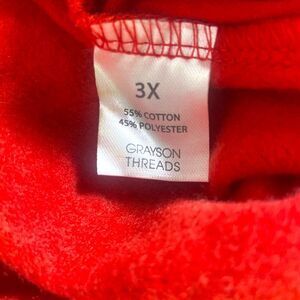 3X
55% COTTON
45% POLYESTER
GRAYSON
THREADS